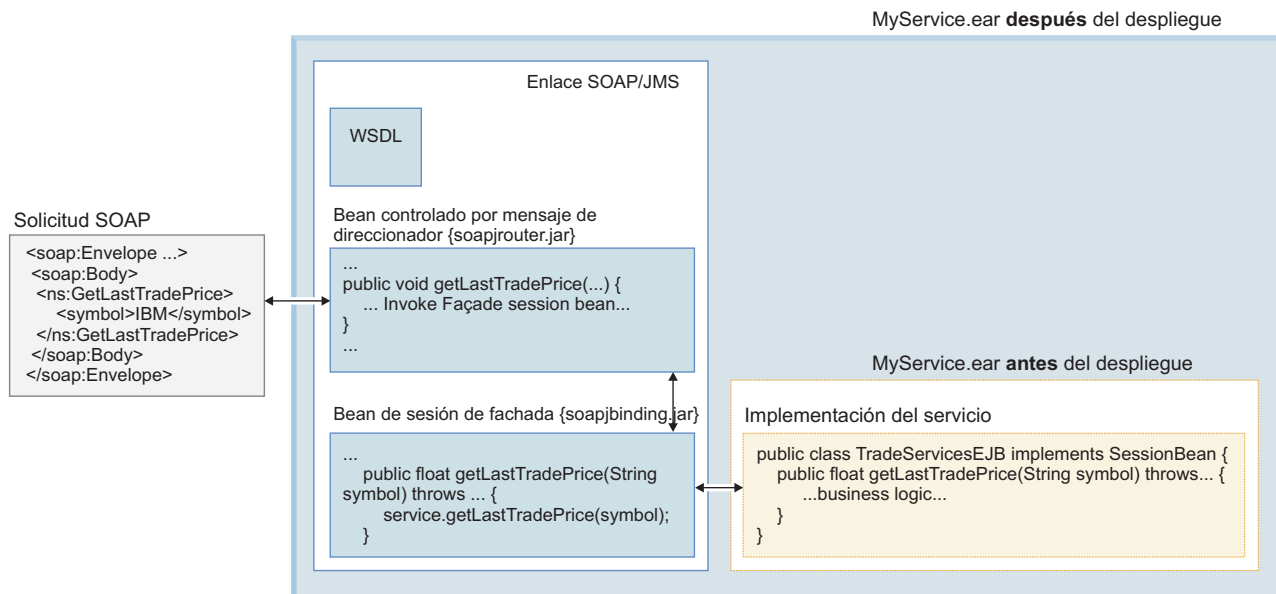 MyService.ear después del despliegue
Enlace SOAP/JMS
WSDL
Solicitud SOAP
<soap:Envelope ...>
<soap:Body>
<ns:GetLastTradePrice>
<symbol>IBM</symbol>
</ns:GetLastTradePrice>
</soap:Body>
</soap:Envelope>
Bean controlado por mensaje de
direccionador {soapjrouter.jar}
...
public void getLastTradePrice(...) {
... Invoke Façade session bean...
}
...
Bean de sesión de fachada {soapjbinding.jar}
...
public float getLastTradePrice(String
symbol) throws ... {
service.getLastTradePrice(symbol);
}
MyService.ear antes del despliegue
Implementación del servicio
public class TradeServicesEJB implements SessionBean {
public float getLastTradePrice(String symbol) throws... {
...business logic...
}
}